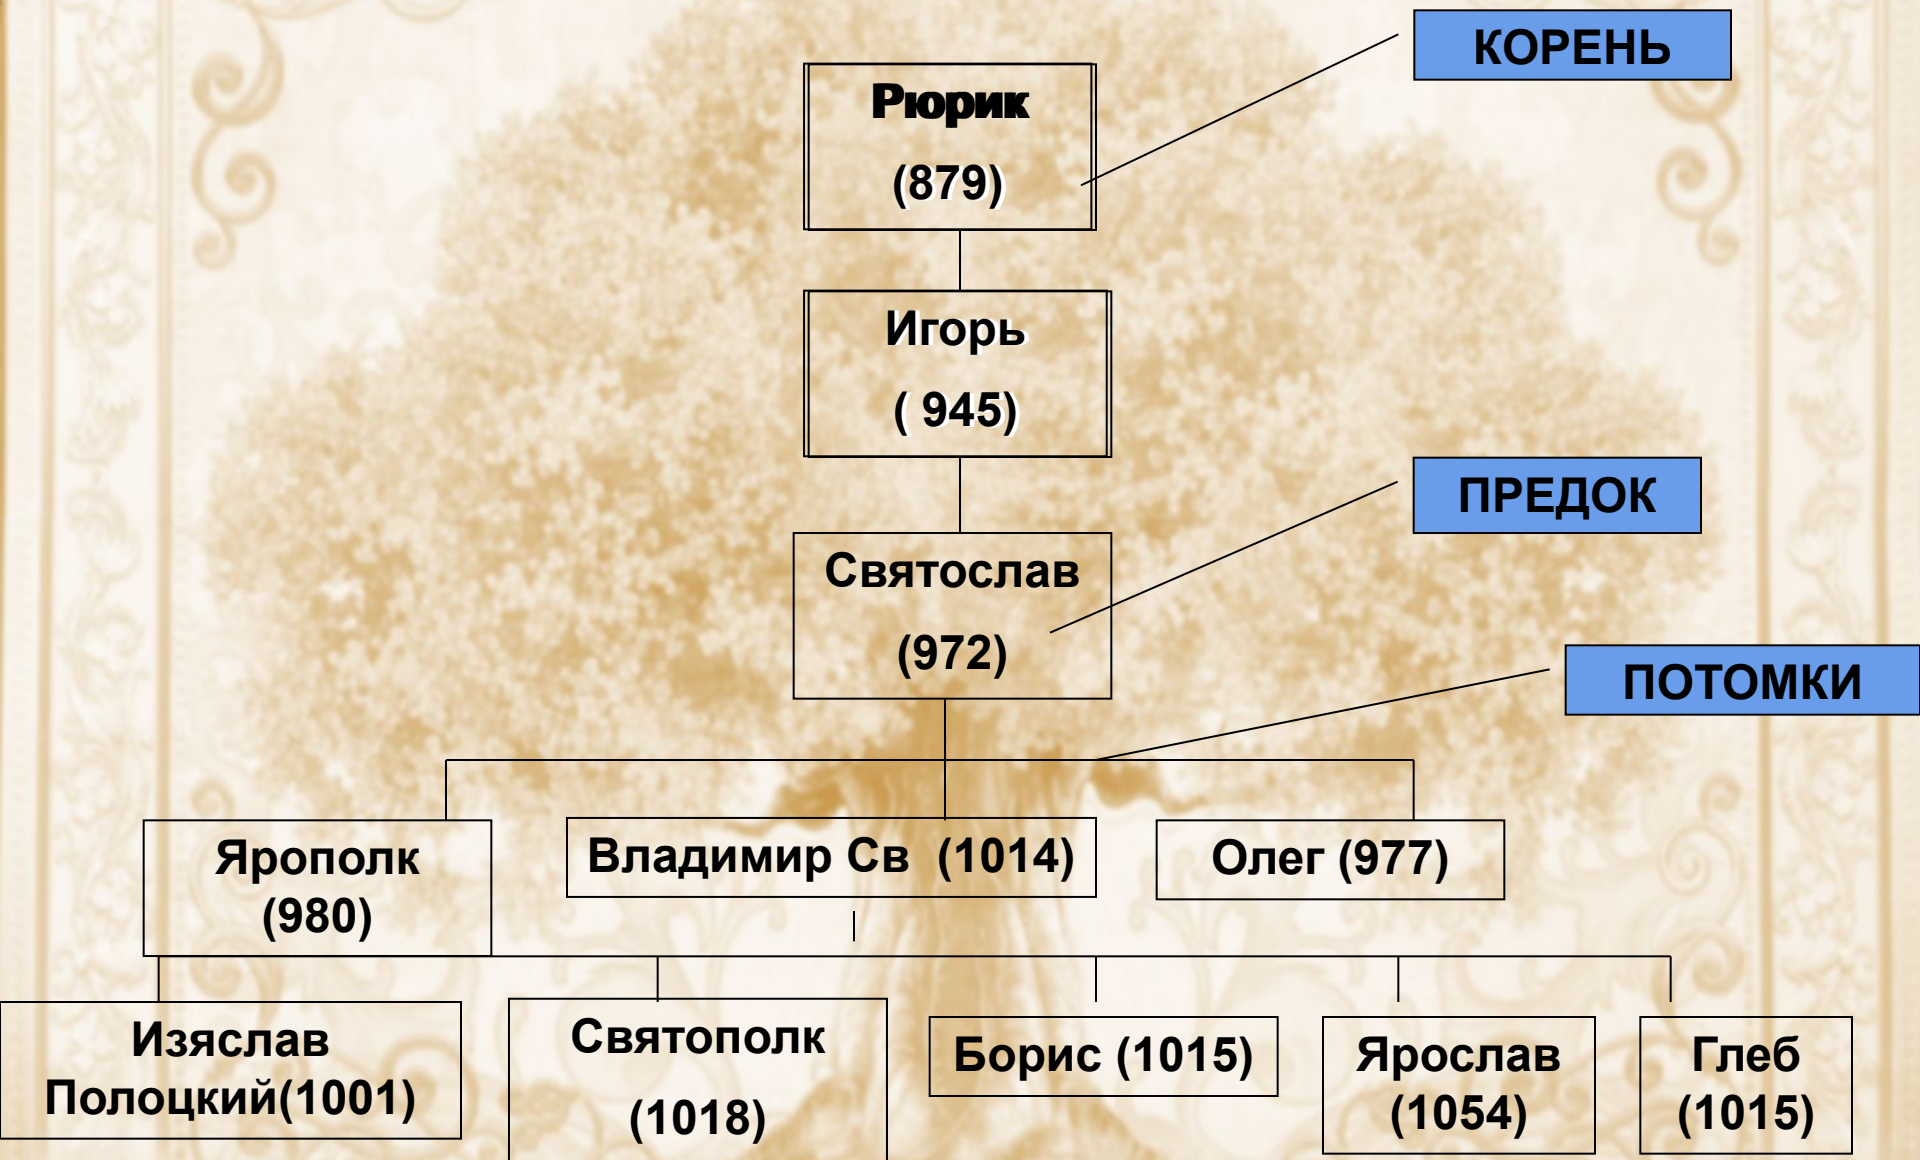 КОРЕНЬ
Рюрик
(879)
Игорь
( 945)
ПРЕДОК
Святослав
(972)
ПОТОМКИ
Ярополк
(980)
Владимир Св (1014)
Олег (977)
Изяслав
Полоцкий(1001)
Святополк
(1018)
Борис (1015)
Ярослав
(1054)
Глеб
(1015)